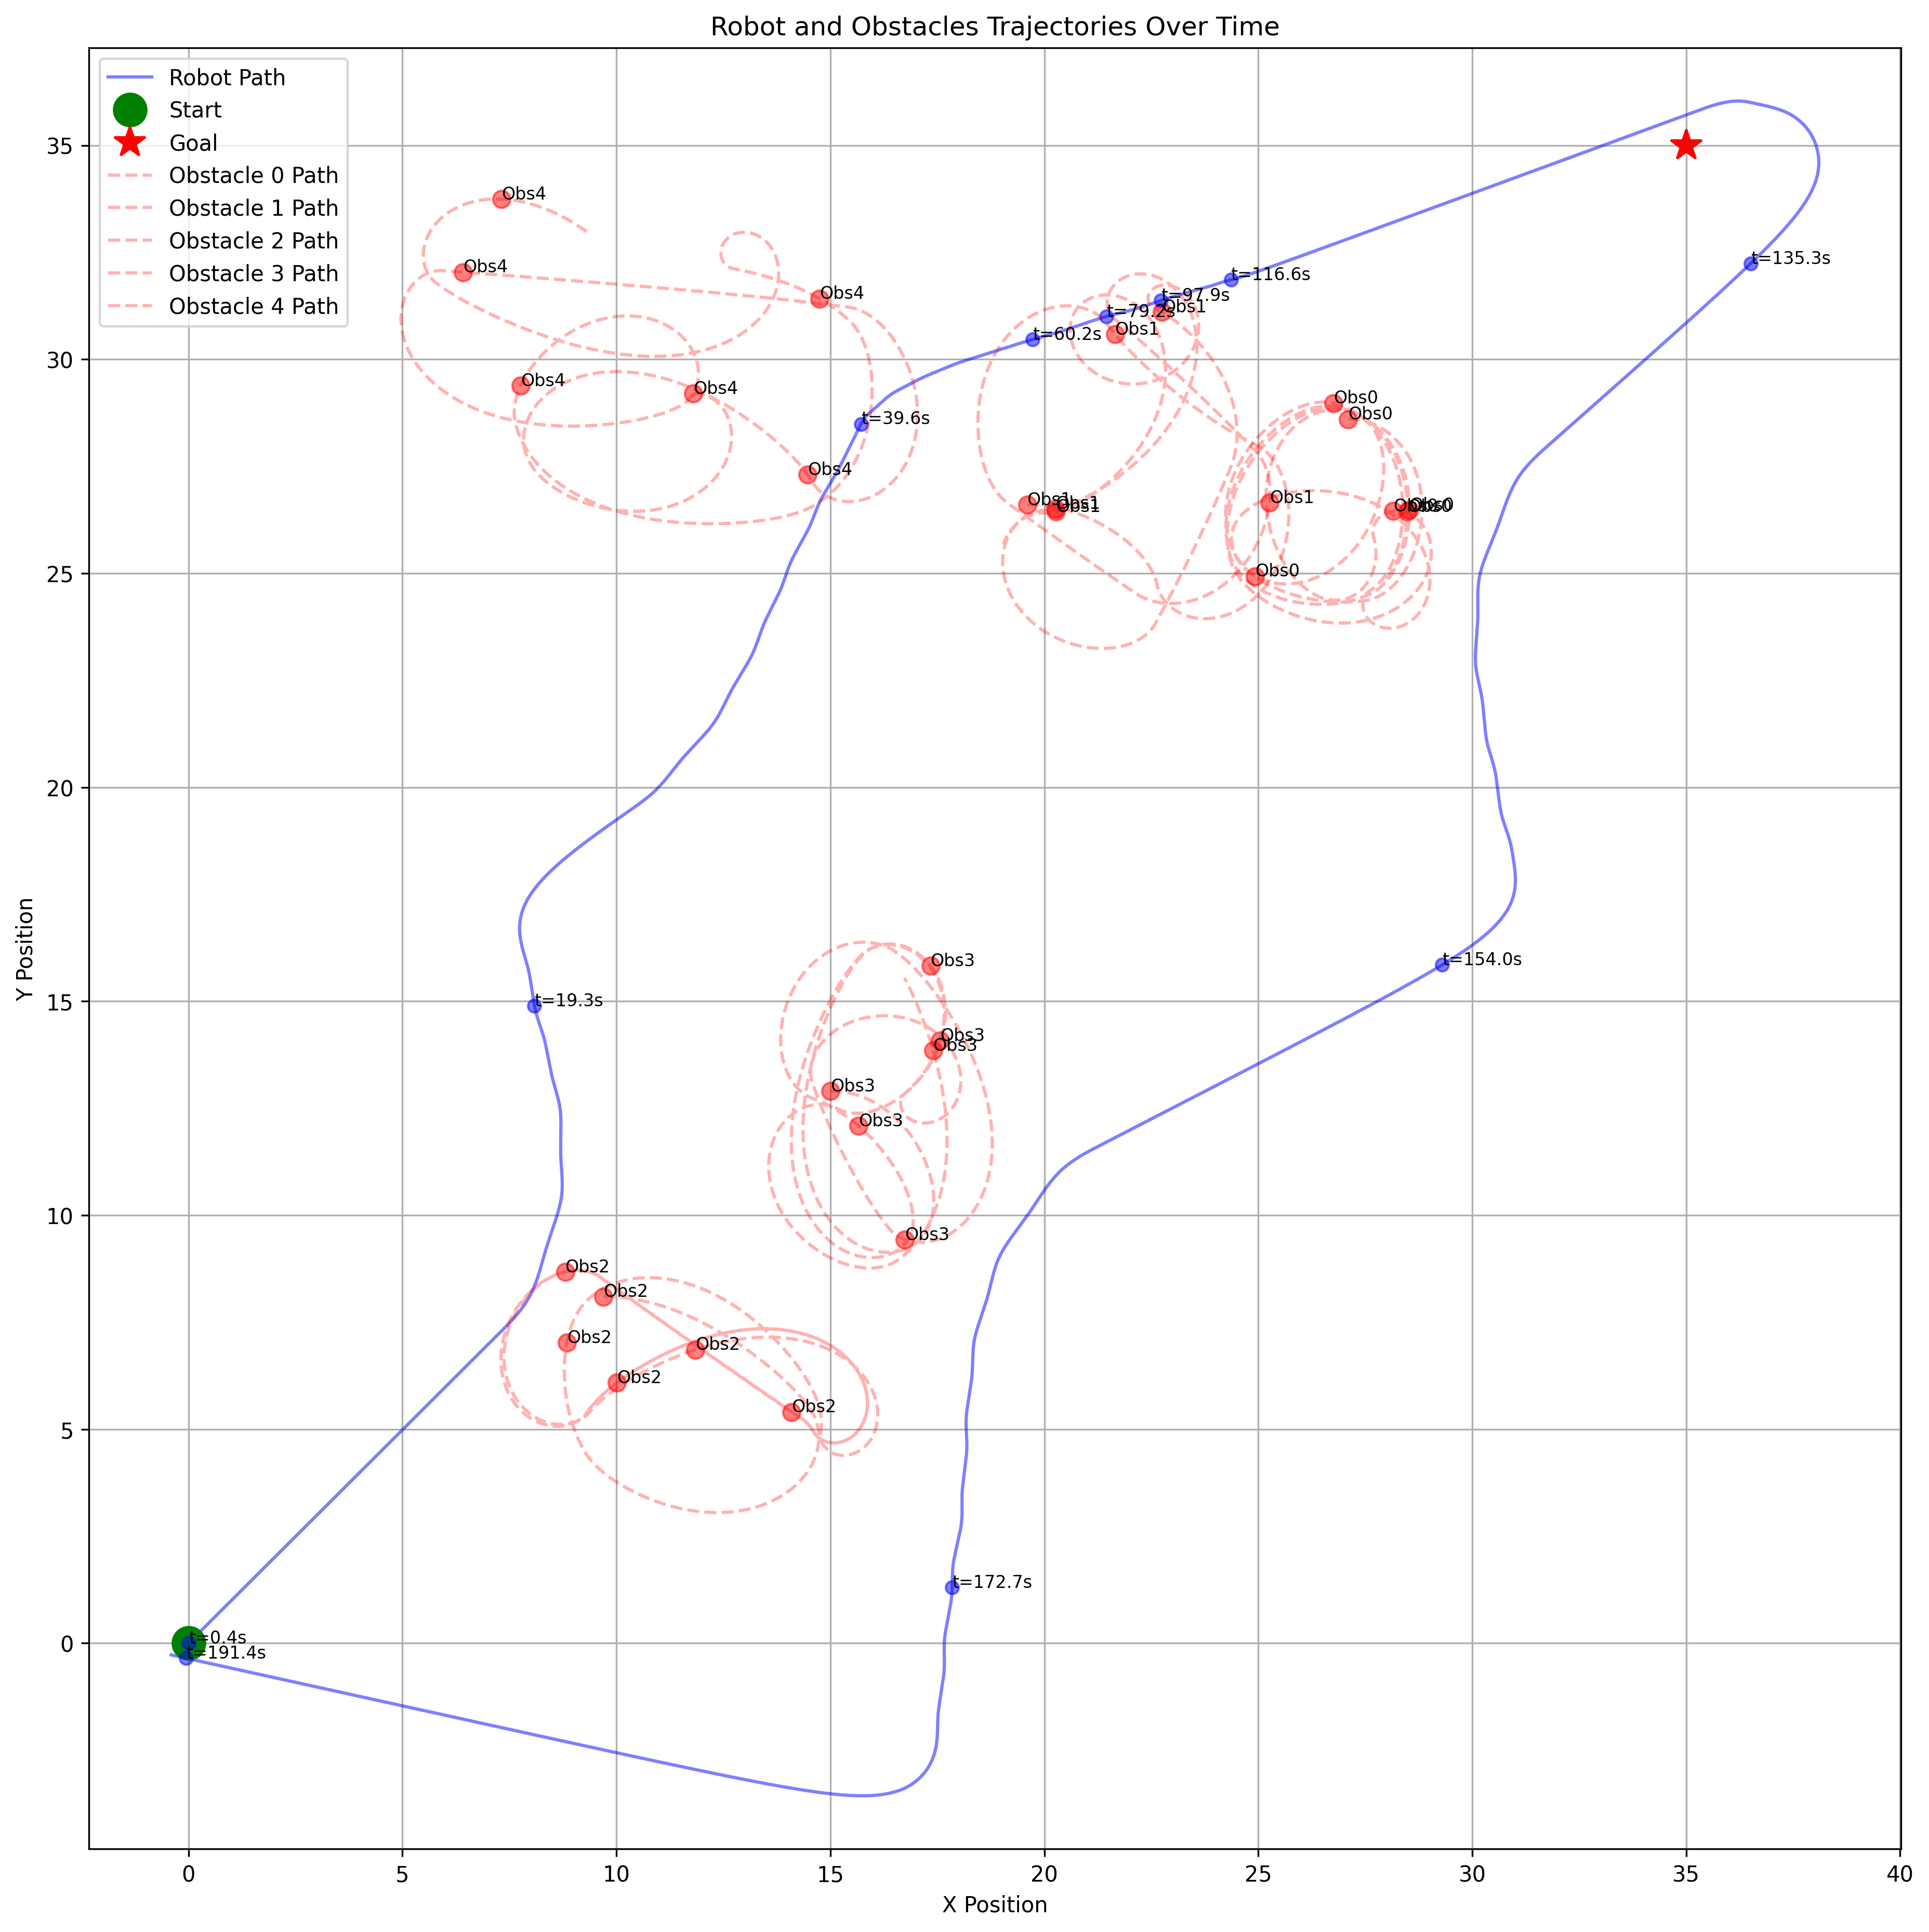 Robot and Obstacles Trajectories Over Time
Robot Path
Start
Goal
Obstacle 0 Path
Obstacle 1 Path
Obstacle 2 Path
Obstacle 3 Path
Obstacle 4 Path
Y Position
35
30
25
20
15
10
5
0
Obs4
Obs4
Obs4
Obs4
Obs4
Obs4
t=135.3s
t=116.6s
t=97.9s
Obs1
t=79.2s
Obs1
t=60.2s
t=39.6s
Obs0
Obs0
Obs1
Obs1
Obs1
Obs1
Obs0
Obs0
Obs0
Obs0
t=154.0s
t=19.3s
Obs3
Obs3
Obs3
Obs3
Obs3
Obs3
Obs2
Obs2
Obs2
Obs2
Obs2
Obs2
t=172.7s
t=0.4s
t=191.4s
0
5
10
15
20
25
30
35
40
X Position